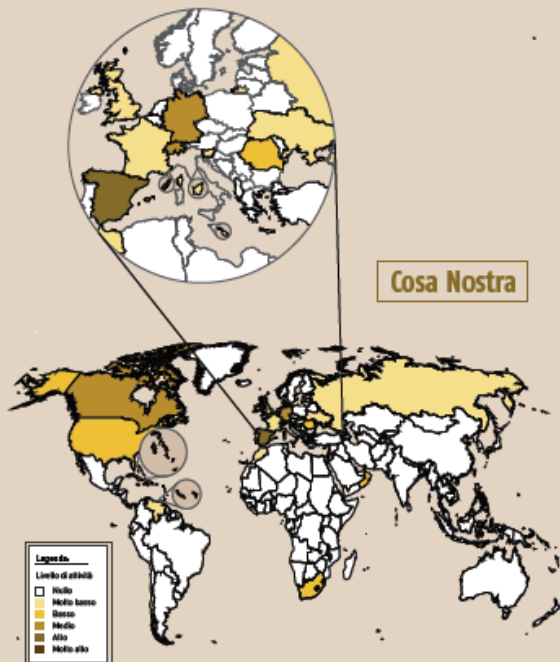 Cosa Nostra
Legenda
Livello di attività
Nullo
Molto basso
Basso
Medio
Alto
Molto alto